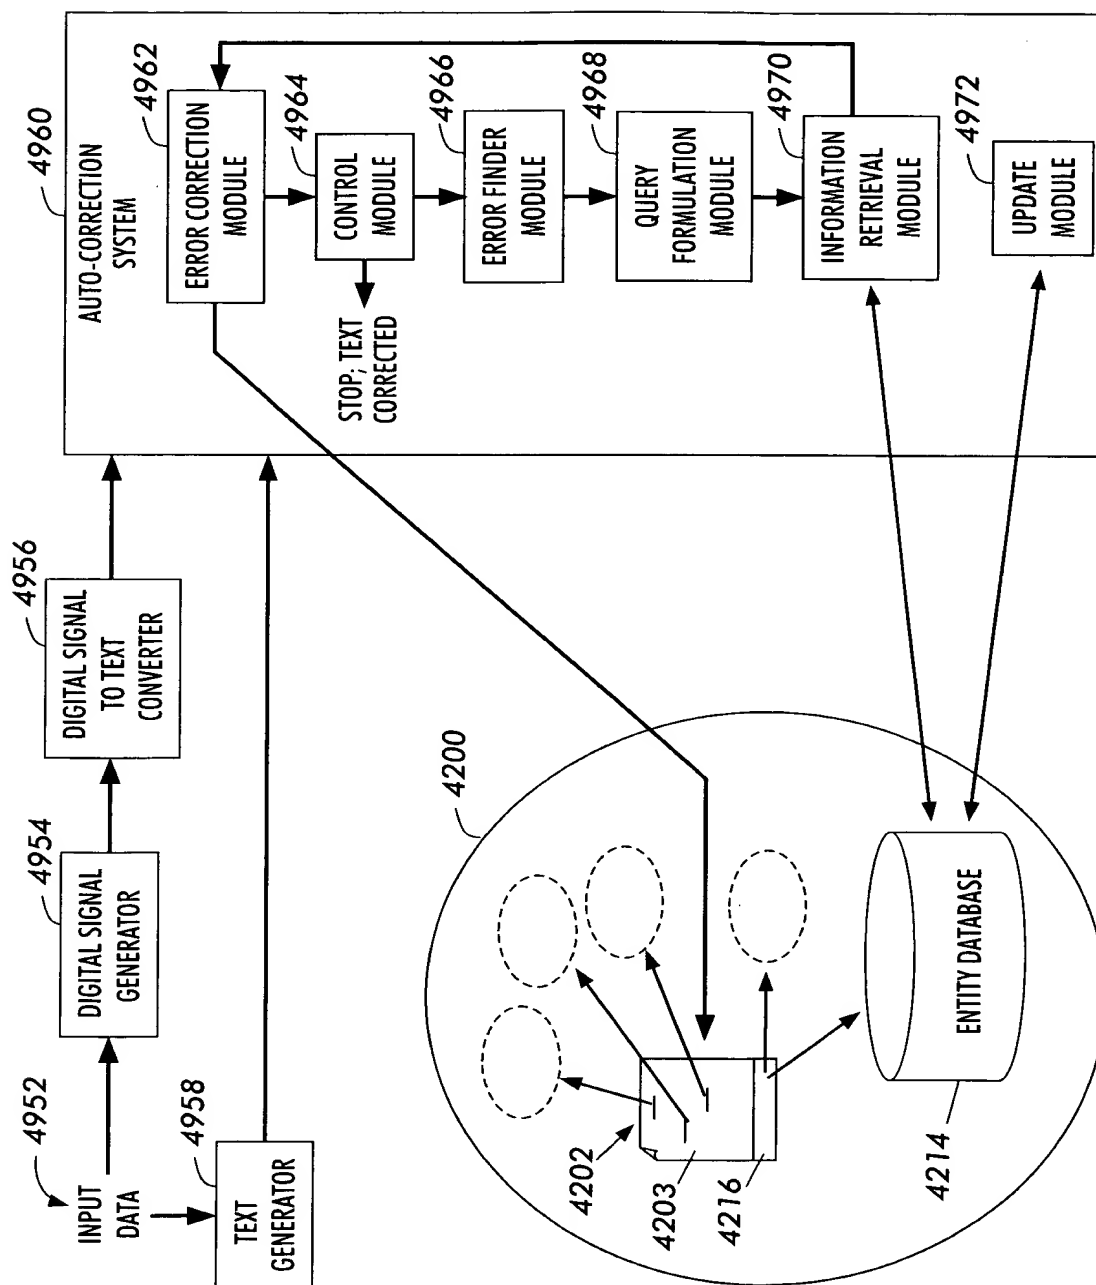 4952
INPUT
DATA
4954
DIGITAL SIGNAL
GENERATOR
4956
DIGITAL SIGNAL
TO TEXT
CONVERTER
4958
TEXT
GENERATOR
4960
AUTO-CORRECTION
SYSTEM
4962
ERROR CORRECTION
MODULE
4964
CONTROL
MODULE
STOP; TEXT
CORRECTED
4966
ERROR FINDER
MODULE
4968
QUERY
FORMULATION
MODULE
4970
INFORMATION
RETRIEVAL
MODULE
4972
UPDATE
MODULE
4200
4202
4203
4216
ENTITY DATABASE
4214